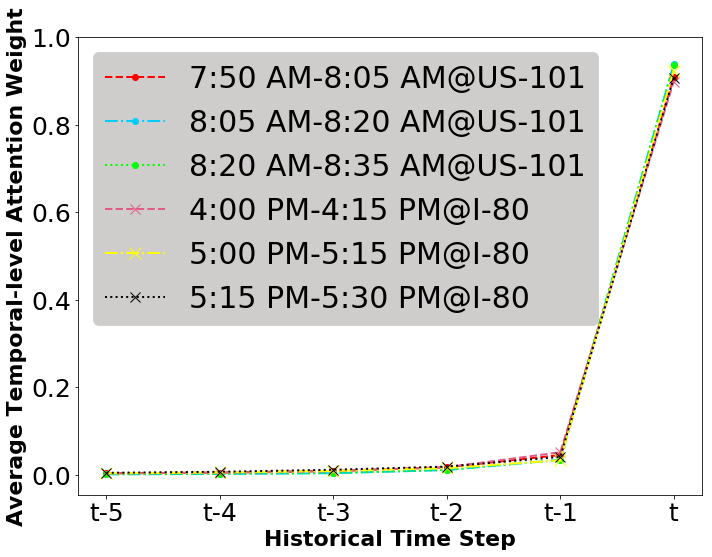 Average Temporal-level Attention Weight
1.0
0.8
0.6
0.4
0.2
0.0
7:50 AM-8:05 AM@US-101
8:05 AM-8:20 AM@US-101
8:20 AM-8:35 AM@US-101
4:00 PM-4:15 PM@I-80
5:00 PM-5:15 PM@I-80
5:15 PM-5:30 PM@I-80
t-5 t-4 t-3 t-2 t-1 t
Historical Time Step